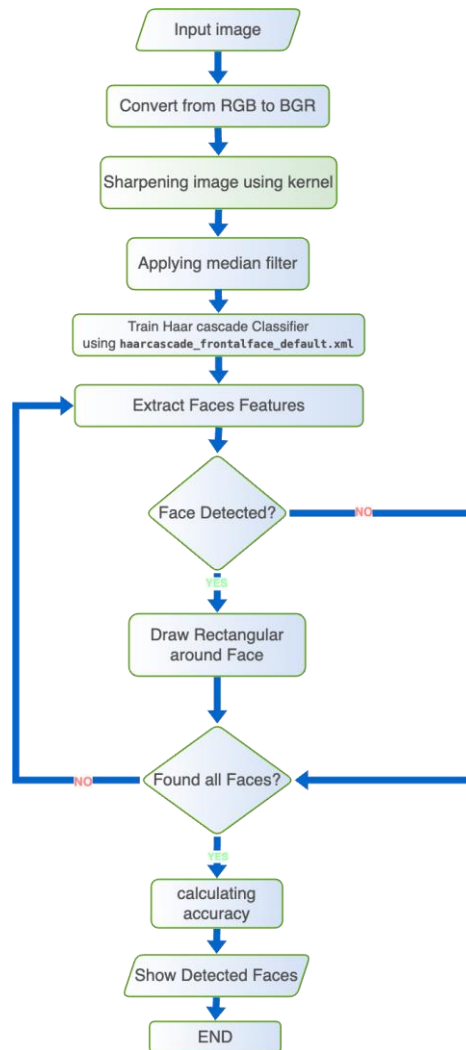 Input image
Convert from RGB to BGR
Sharpening image using kernel
Applying median filter
Train Haar cascade Classifier
using haarcascade_frontalface_default.xml
Extract Faces Features
Face Detected?
NO
YES
Draw Rectangular
around Face
Found all Faces?
NO
YES
calculating
accuracy
Show Detected Faces
END